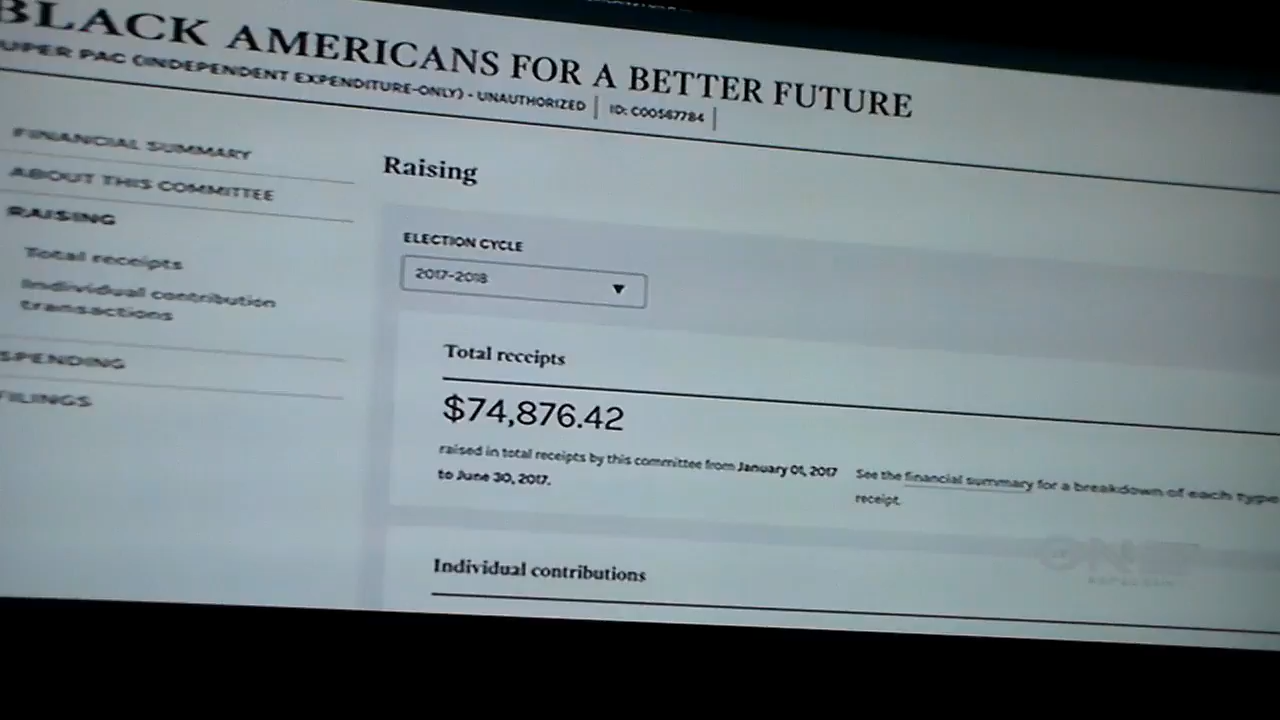 BLACK AMERICANS FOR A BETTER FUTURE
UPER PAC (INDEPENDENT EXPENDITURE-ONLY) - UNAUTHORIZED | ID: C00567784 |
FINANCIAL SUMMARY
ABOUT THIS COMMITTEE
RAISING
Total receipts
Individual contribution
transactions
SPENDING
FILINGS
Raising
ELECTION CYCLE
2017-2018
Total receipts
$74,876.42
raised in total receipts by this committee from January 01, 2017
to June 30, 2017.
See the financial summary for a breakdown of each type
receipt.
Individual contributions